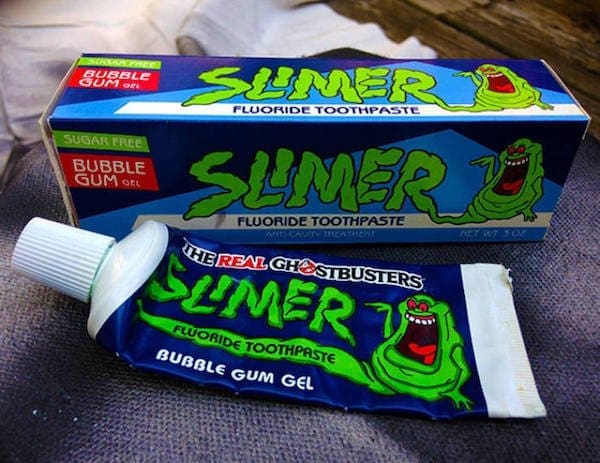 SUGAR FREE
BUBBLE
GUM GEL
SLIMER
FLUORIDE TOOTHPASTE
SUGAR FREE
BUBBLE
GUM GEL
SLIMER
FLUORIDE TOOTHPASTE
ANTI-CAVITY TREATMENT
NET WT 3 OZ
THE REAL GHOSTBUSTERS
SLIMER
FLUORIDE TOOTHPASTE
BUBBLE GUM GEL